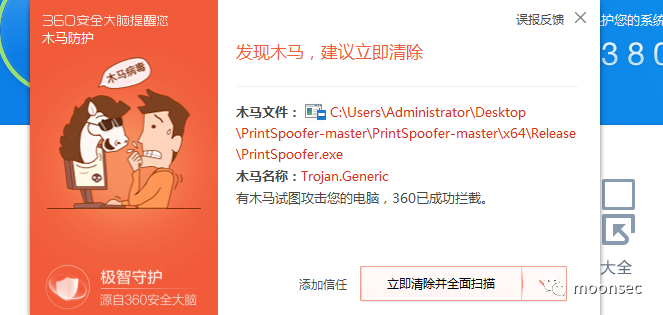 360安全大脑提醒您
木马防护
木马病毒
极智守护
源自360安全大脑
误报反馈
发现木马，建议立即清除
木马文件：C:\Users\Administrator\Desktop
\PrintSpoofer-master\PrintSpoofer-master\x64\Release
\PrintSpoofer.exe
木马名称：Trojan.Generic
有木马试图攻击您的电脑，360已成功拦截。
添加信任
立即清除并全面扫描
护您的系统
380
大全
moonsec